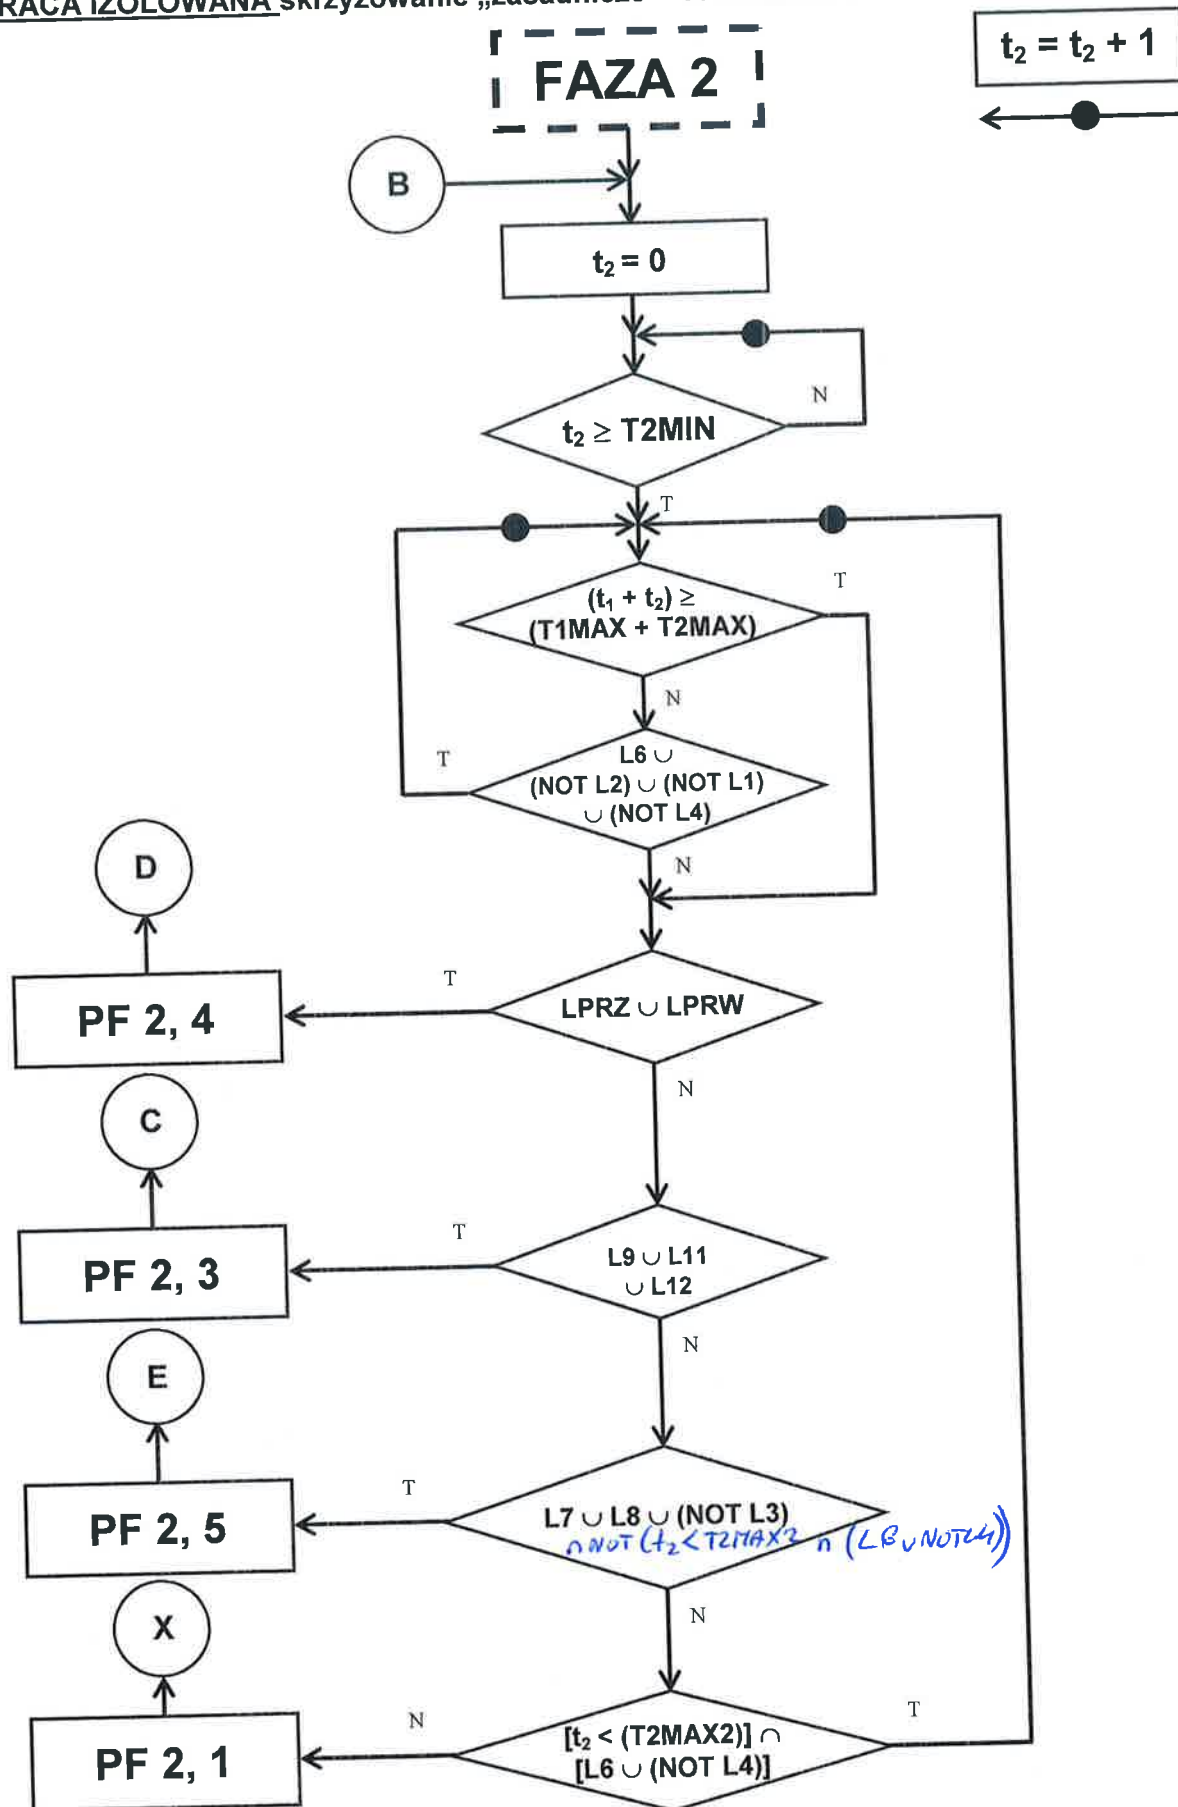 RACA IZOLOWANA skrzyżowanie „zasadnicze
t₂ = t₂ + 1
FAZA 2
B
t₂ = 0
N
t₂ ≥ T2MIN
T
T
(t₁ + t₂) ≥
(T1MAX + T2MAX)
N
T
L6 ∪
(NOT L2) ∪ (NOT L1)
∪ (NOT L4)
N
D
T
PF 2, 4
LPRZ ∪ LPRW
N
C
T
PF 2, 3
L9 ∪ L11
∪ L12
N
E
T
PF 2, 5
L7 ∪ L8 ∪ (NOT L3)
∩ NOT (t₂ < T2MAX2 ∩ (L6 ∪ NOT L4))
N
X
N
T
PF 2, 1
[t₂ < (T2MAX2)] ∩
[L6 ∪ (NOT L4)]